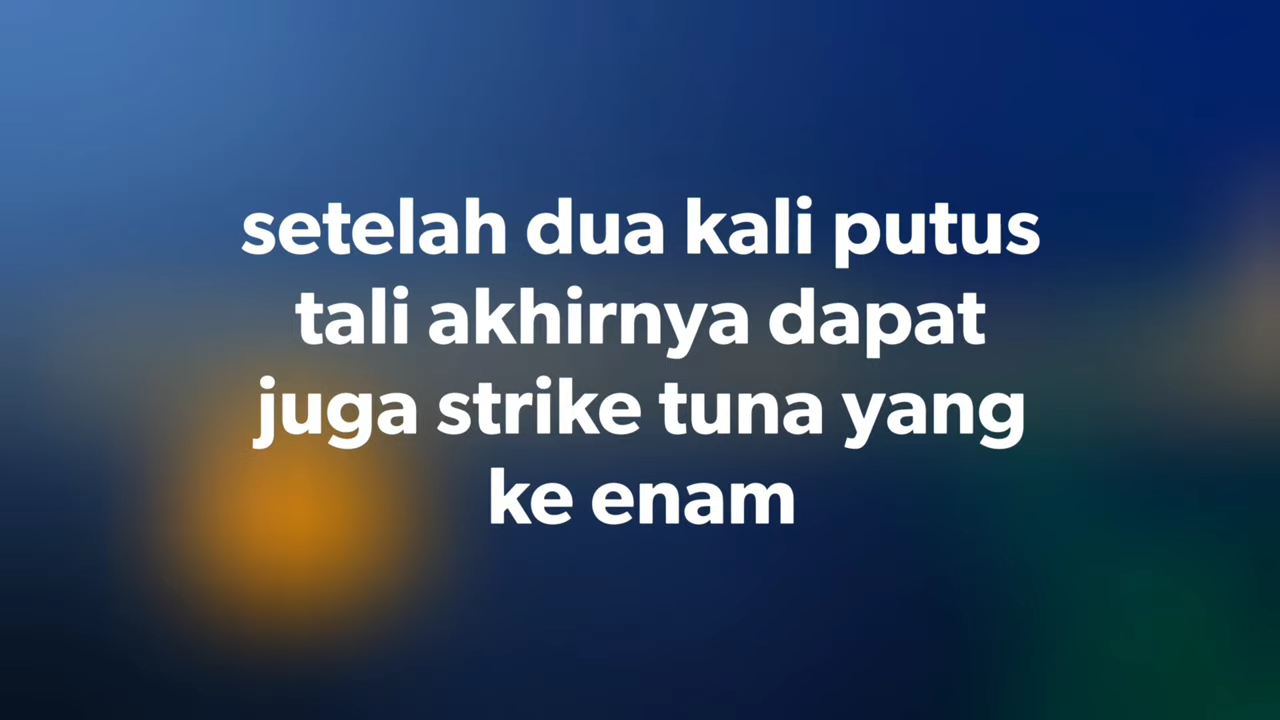 setelah dua kali putus
tali akhirnya dapat
juga strike tuna yang
ke enam